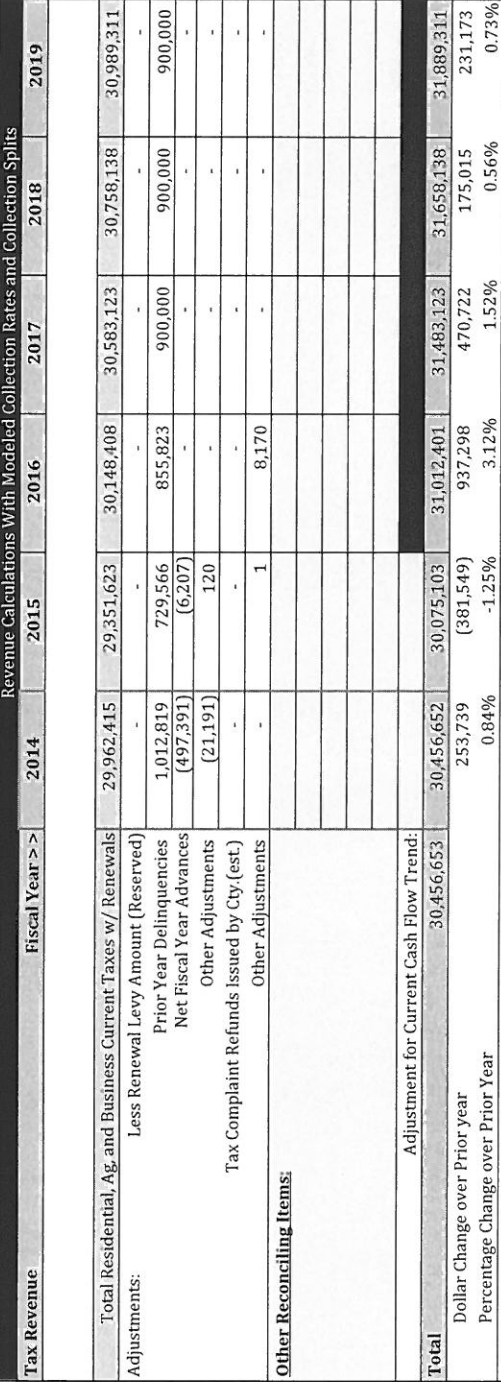 Revenue Calculations With Modeled Collection Rates and Collection Splits
Tax Revenue Fiscal Year > > 2014 2015 2016 2017 2018 2019
Total Residential, Ag, and Business Current Taxes w/ Renewals 29,962,415 29,351,623 30,148,408 30,583,123 30,758,138 30,989,311
Adjustments: Less Renewal Levy Amount (Reserved) - - - - - -
Prior Year Delinquencies 1,012,819 729,566 855,823 900,000 900,000 900,000
Net Fiscal Year Advances (497,391) (6,207) - - - -
Other Adjustments (21,191) 120 - - - -
Tax Complaint Refunds Issued by Cty.(est.) - - - - - -
Other Adjustments - 1 8,170 - - -
Other Reconciling Items:
Adjustment for Current Cash Flow Trend:
Total 30,456,653 30,456,652 30,075,103 31,012,401 31,483,123 31,658,138 31,889,311
Dollar Change over Prior year 253,739 (381,549) 937,298 470,722 175,015 231,173
Percentage Change over Prior Year 0.84% -1.25% 3.12% 1.52% 0.56% 0.73%